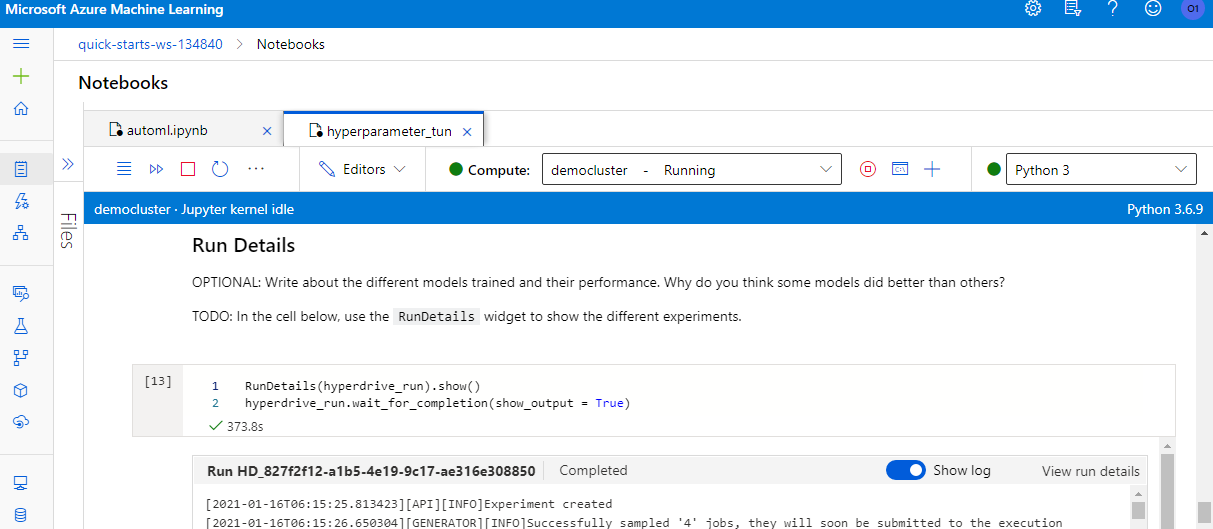 Microsoft Azure Machine Learning
?
O1
quick-starts-ws-134840 > Notebooks
Notebooks
automl.ipynb ×
hyperparameter_tun ×
Editors
Compute: democluster - Running
Python 3
Files
democluster · Jupyter kernel idle
Python 3.6.9
Run Details
OPTIONAL: Write about the different models trained and their performance. Why do you think some models did better than others?
TODO: In the cell below, use the RunDetails widget to show the different experiments.
[13]
1 RunDetails(hyperdrive_run).show()
2 hyperdrive_run.wait_for_completion(show_output = True)
373.8s
Run HD_827f2f12-a1b5-4e19-9c17-ae316e308850 Completed Show log View run details
[2021-01-16T06:15:25.813423][API][INFO]Experiment created
[2021-01-16T06:15:26.650304][GENERATOR][INFO]Successfully sampled '4' jobs, they will soon be submitted to the execution